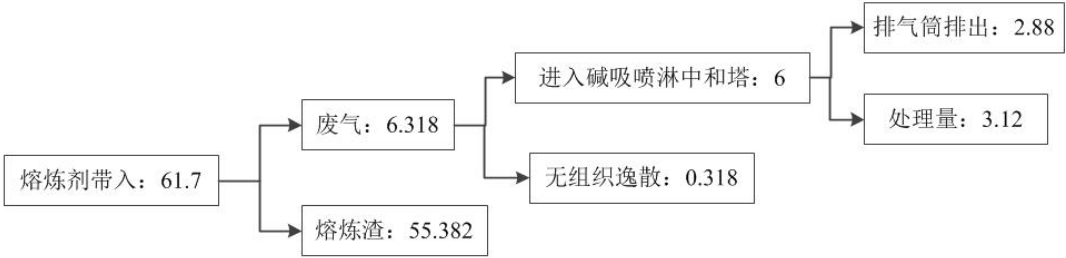 排气筒排出：2.88
进入碱吸喷淋中和塔：6
废气：6.318
处理量：3.12
熔炼剂带入：61.7
无组织逸散：0.318
熔炼渣：55.382